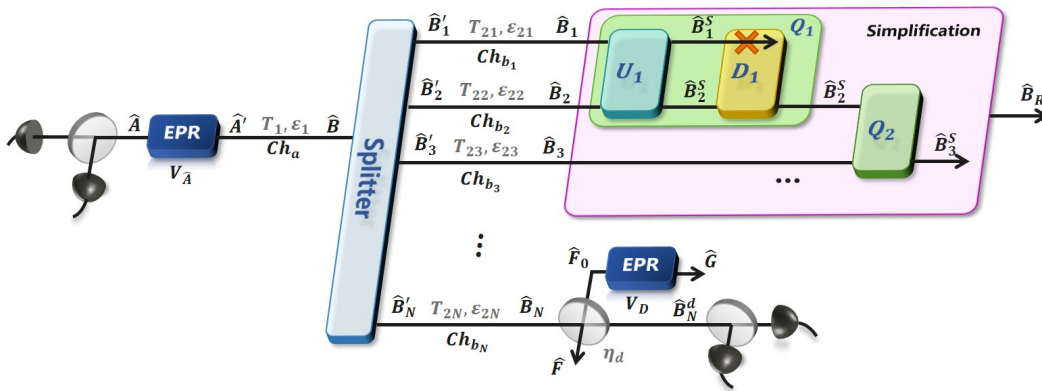 Simplification
B̂′₁ T₂₁, ε₂₁ B̂₁ B̂₁ˢ Q₁
Ch_b₁ U₁ D₁
B̂′₂ T₂₂, ε₂₂ B̂₂ B̂₂ˢ B̂₂ˢ B̂_R
Ch_b₂
Â EPR Â′ T₁, ε₁ B̂ Splitter B̂′₃ T₂₃, ε₂₃ B̂₃ Q₂ B̂₃ˢ
V_Â Ch_a Ch_b₃ ...
⋮ F̂₀ EPR Ĝ
B̂′_N T₂N, ε₂N B̂_N V_D B̂_Nᵈ
Ch_b_N F̂ η_d